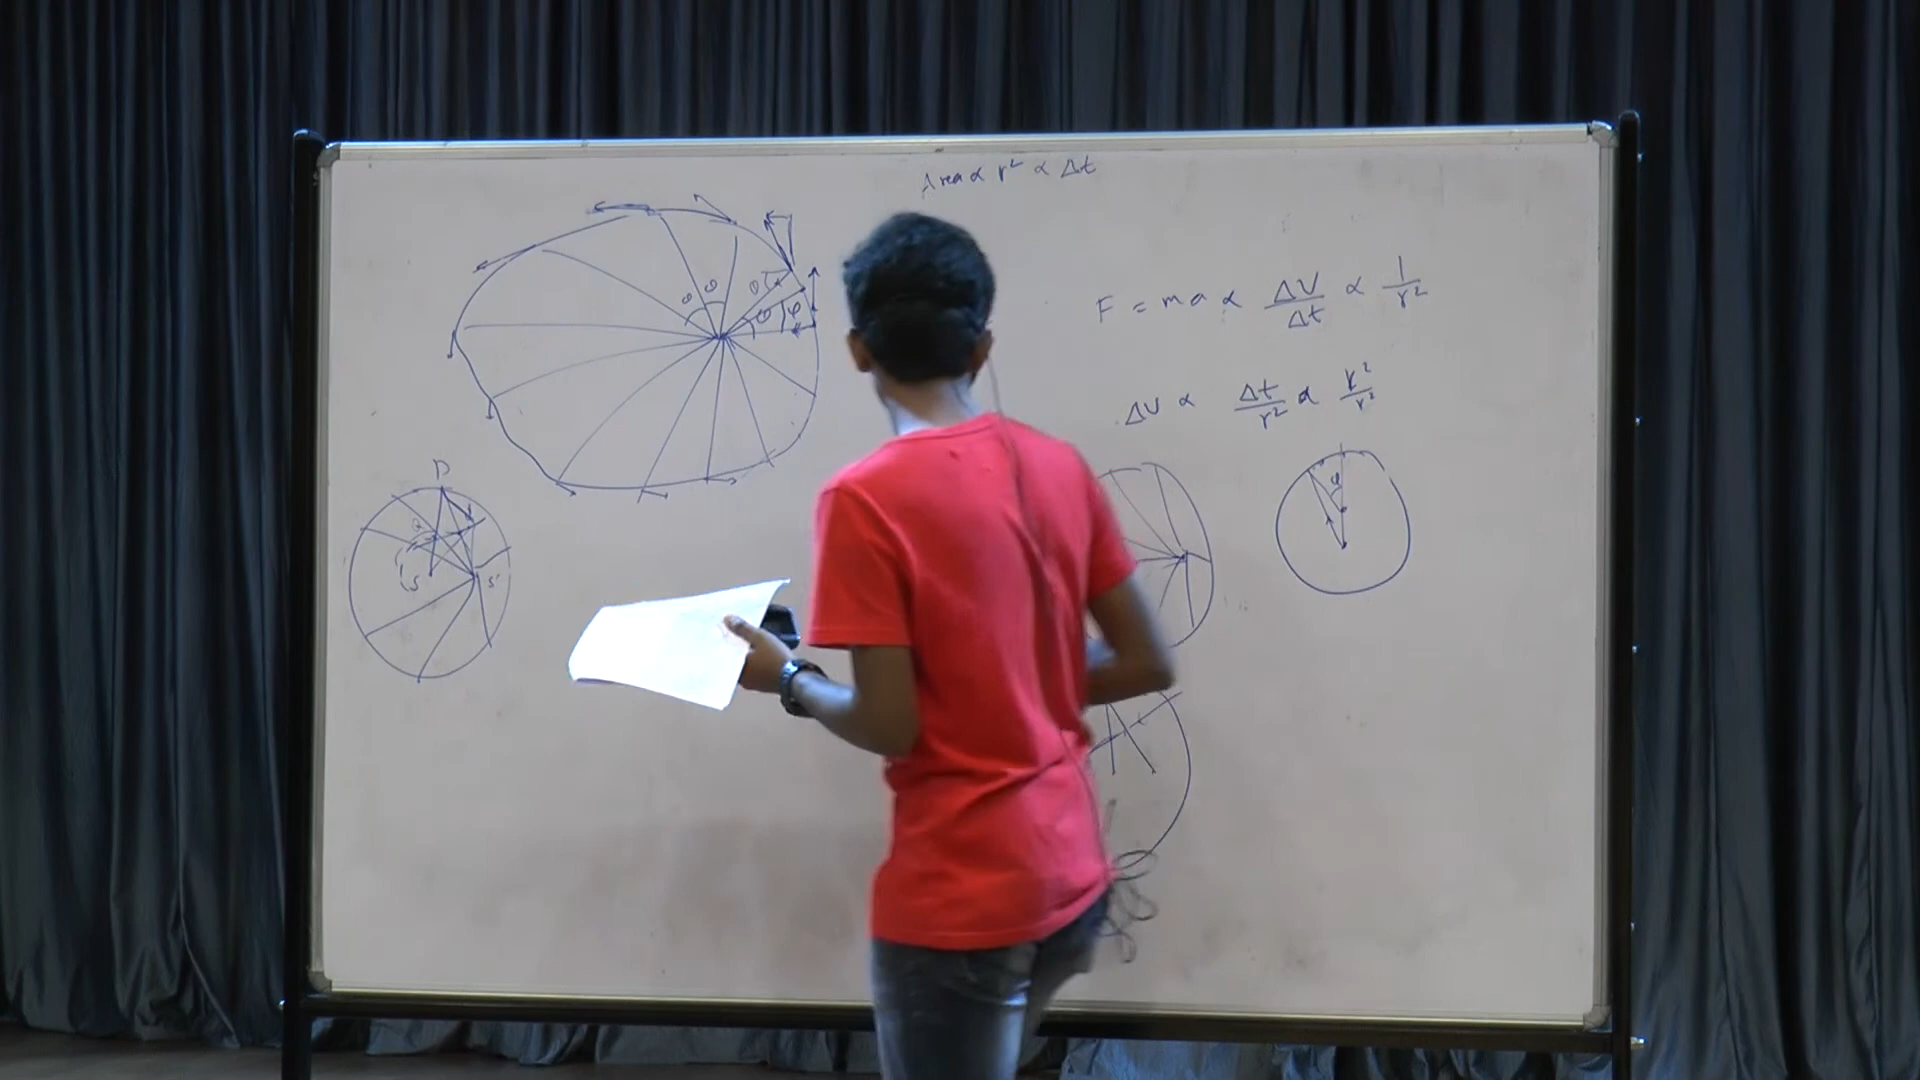 Area ∝ r² ∝ Δt
F = ma ∝ ΔV/Δt ∝ 1/r²
ΔV ∝ Δt/r² ∝ r²/r²
θ θ θ θ φ
φ
P
S S'